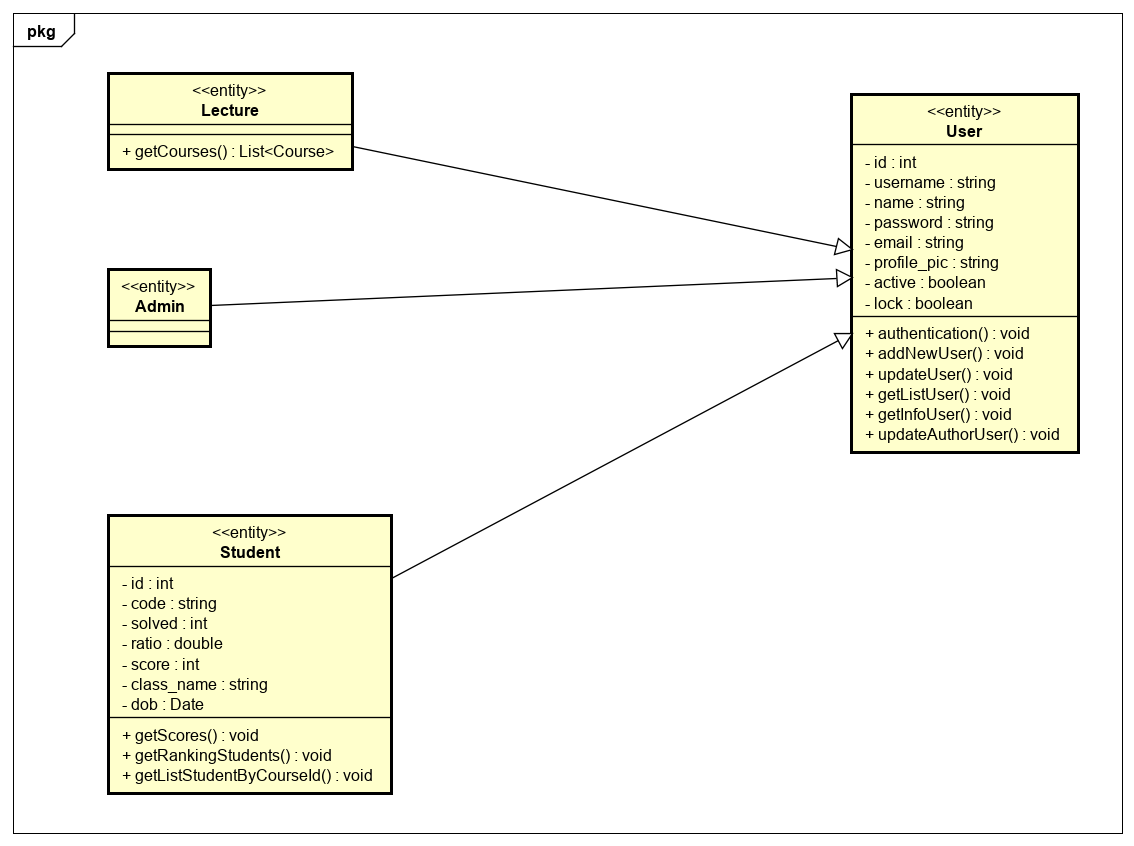 pkg
<<entity>>
Lecture
+ getCourses() : List<Course>
<<entity>>
Admin
<<entity>>
Student
- id : int
- code : string
- solved : int
- ratio : double
- score : int
- class_name : string
- dob : Date
+ getScores() : void
+ getRankingStudents() : void
+ getListStudentByCourseId() : void
<<entity>>
User
- id : int
- username : string
- name : string
- password : string
- email : string
- profile_pic : string
- active : boolean
- lock : boolean
+ authentication() : void
+ addNewUser() : void
+ updateUser() : void
+ getListUser() : void
+ getInfoUser() : void
+ updateAuthorUser() : void